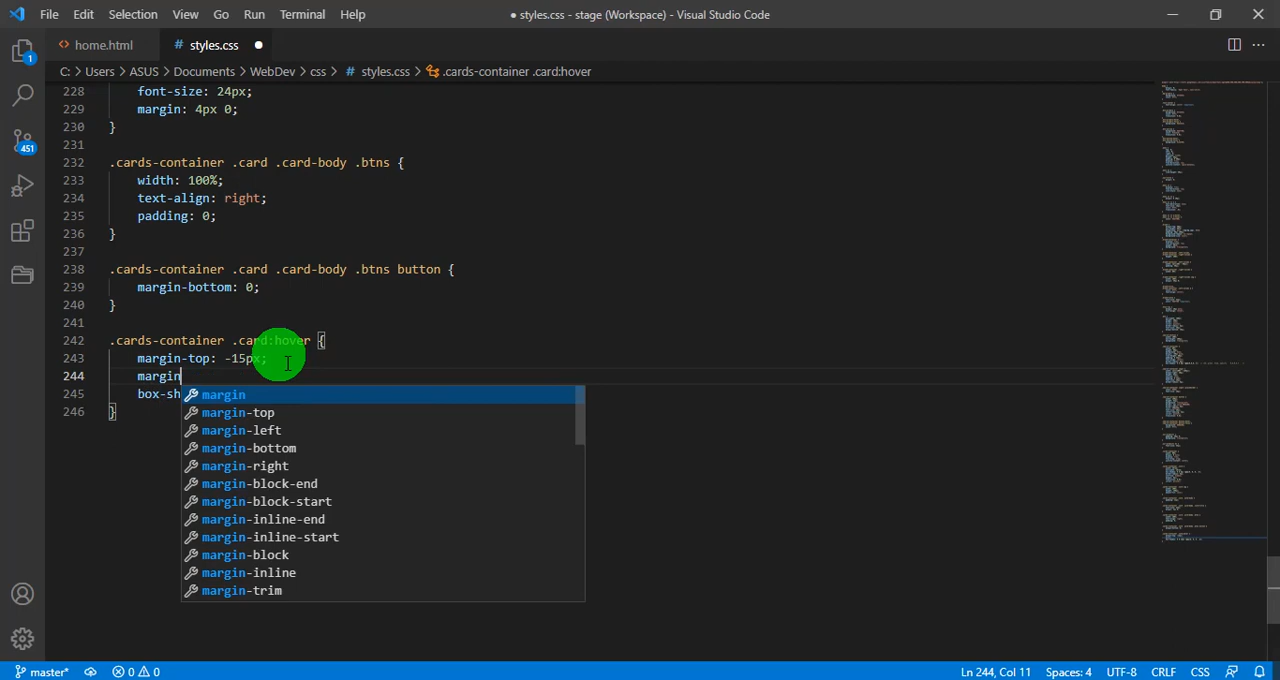 File Edit Selection View Go Run Terminal Help ● styles.css - stage (Workspace) - Visual Studio Code
home.html # styles.css
C: > Users > ASUS > Documents > WebDev > css > # styles.css > .cards-container .card:hover
228 font-size: 24px;
229 margin: 4px 0;
230 }
231
232 .cards-container .card .card-body .btns {
233 width: 100%;
234 text-align: right;
235 padding: 0;
236 }
237
238 .cards-container .card .card-body .btns button {
239 margin-bottom: 0;
240 }
241
242 .cards-container .card:hover {
243 margin-top: -15px;
244 margin
245 box-sh
246 }
margin
margin-top
margin-left
margin-bottom
margin-right
margin-block-end
margin-block-start
margin-inline-end
margin-inline-start
margin-block
margin-inline
margin-trim
1
451
master* 0 0 Ln 244, Col 11 Spaces: 4 UTF-8 CRLF CSS